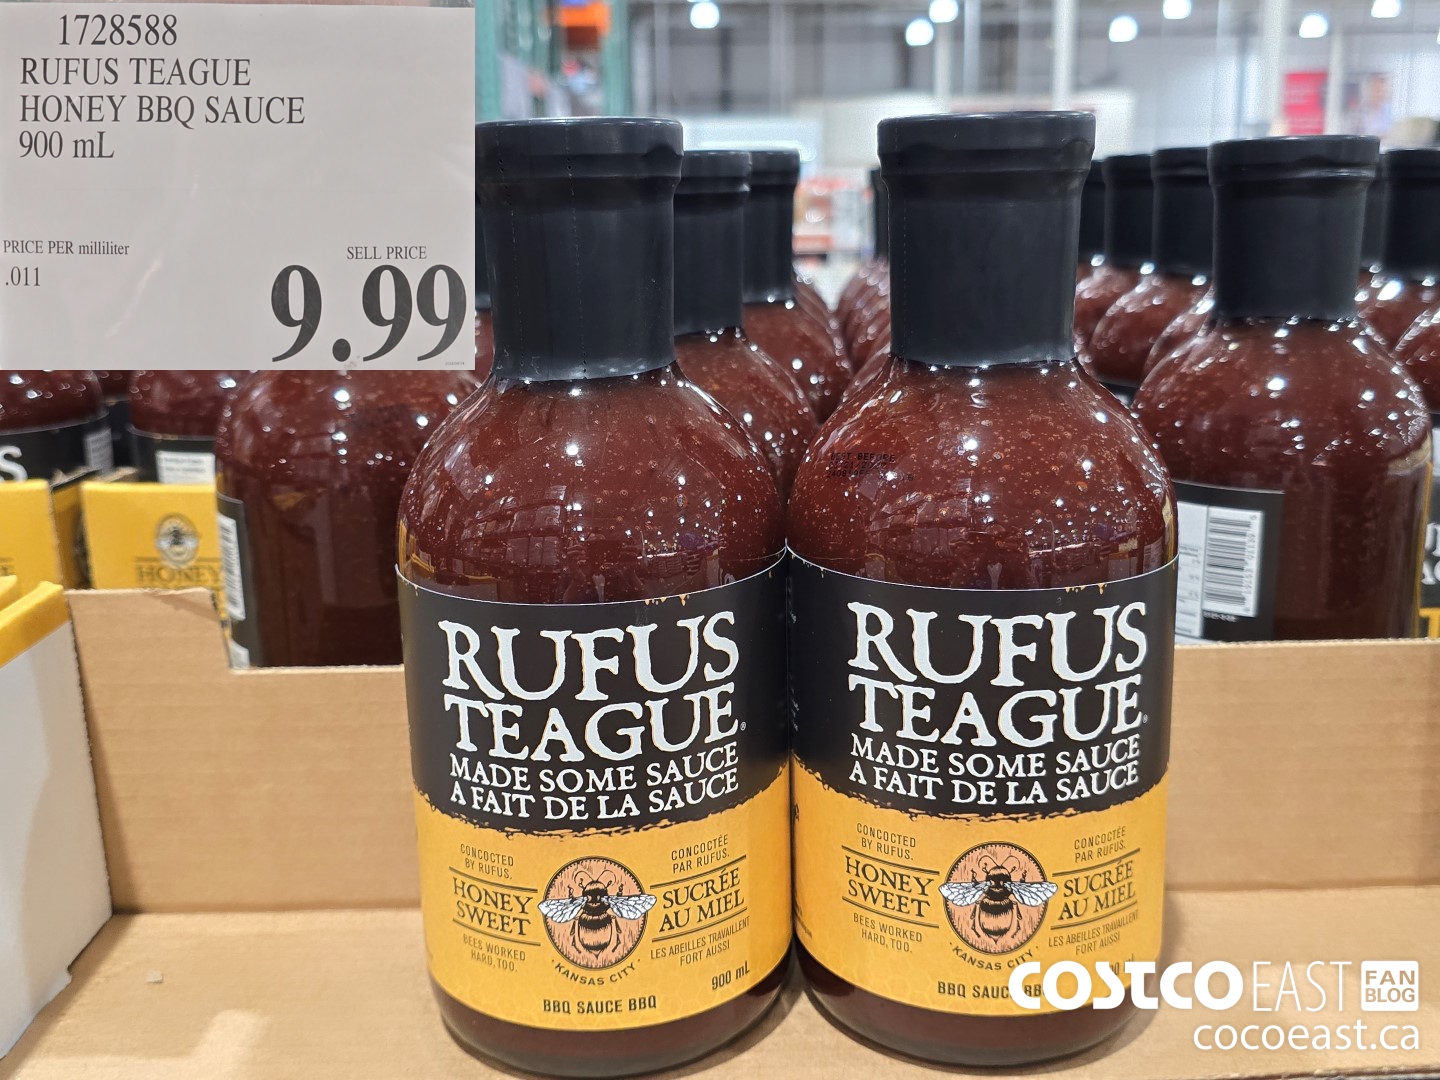 1728588
RUFUS TEAGUE
HONEY BBQ SAUCE
900 mL
PRICE PER milliliter
.011
SELL PRICE
9.99
HONEY
RUFUS
TEAGUE®
MADE SOME SAUCE
A FAIT DE LA SAUCE
CONCOCTED
BY RUFUS.
HONEY
SWEET
BEES WORKED
HARD, TOO.
CONCOCTÉE
PAR RUFUS.
SUCRÉE
AU MIEL
LES ABEILLES TRAVAILLENT
FORT AUSSI
KANSAS CITY
900 mL
BBQ SAUCE BBQ
BEST BEFORE
RUFUS
TEAGUE®
MADE SOME SAUCE
A FAIT DE LA SAUCE
CONCOCTED
BY RUFUS.
HONEY
SWEET
BEES WORKED
HARD, TOO.
CONCOCTÉE
PAR RUFUS.
SUCRÉE
AU MIEL
LES ABEILLES TRAVAILLENT
FORT AUSSI
KANSAS CITY
BBQ
COSTCO EAST FAN BLOG
cocoeast.ca